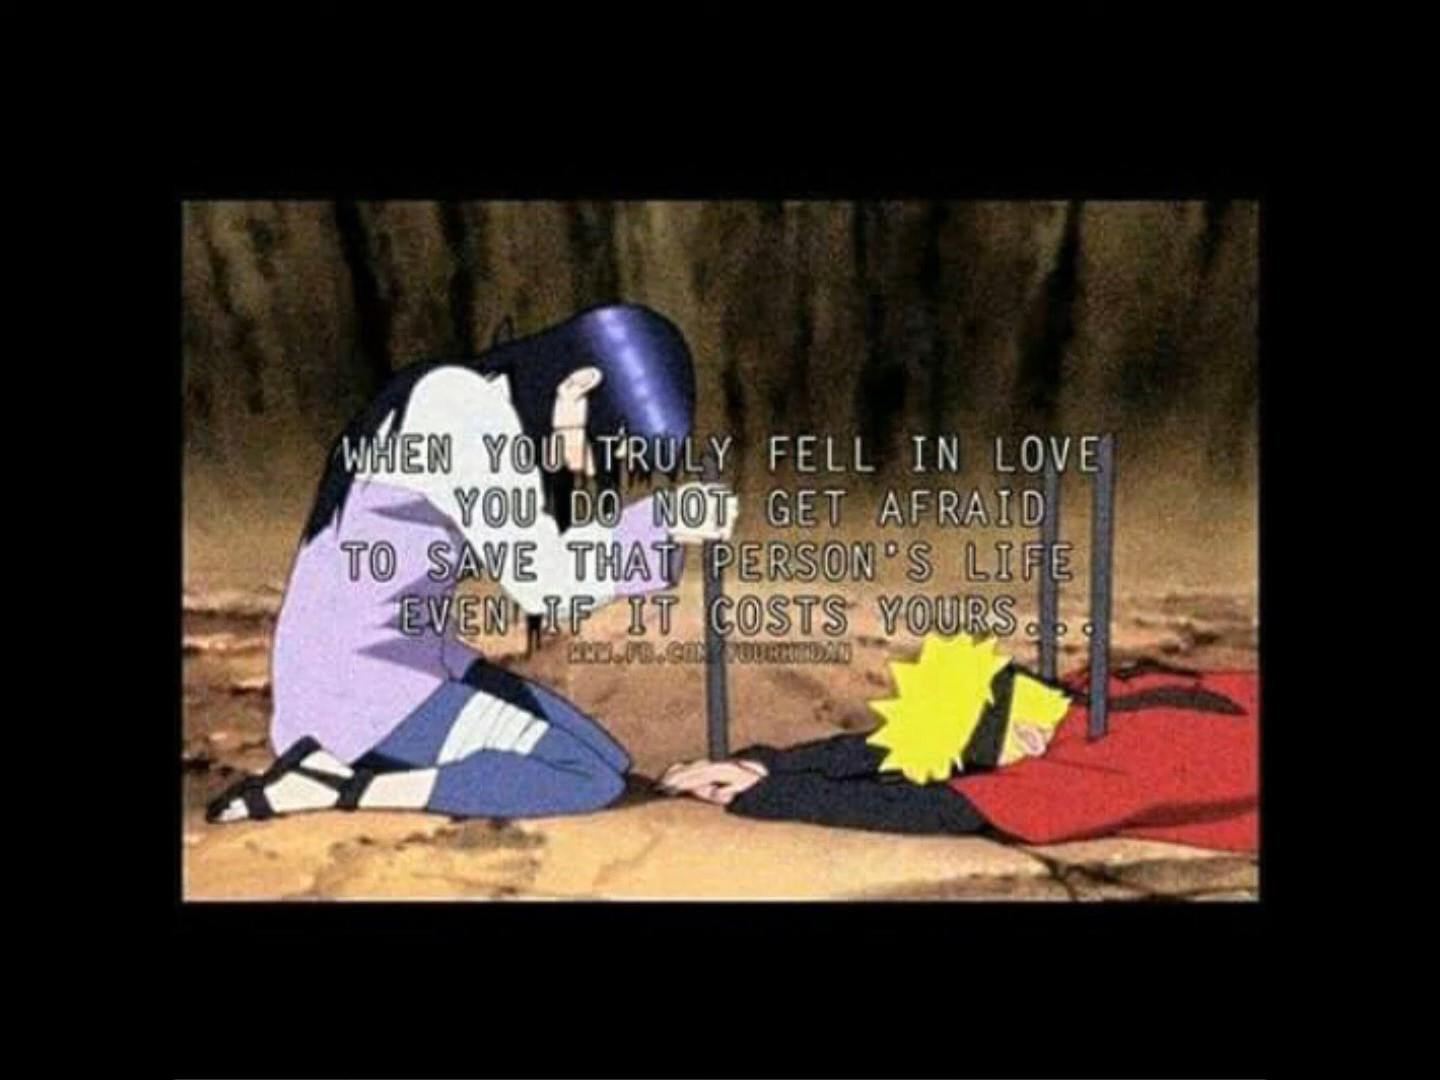 WHEN YOU TRULY FELL IN LOVE
YOU DO NOT GET AFRAID
TO SAVE THAT PERSON'S LIFE
EVEN IF IT COSTS YOURS...